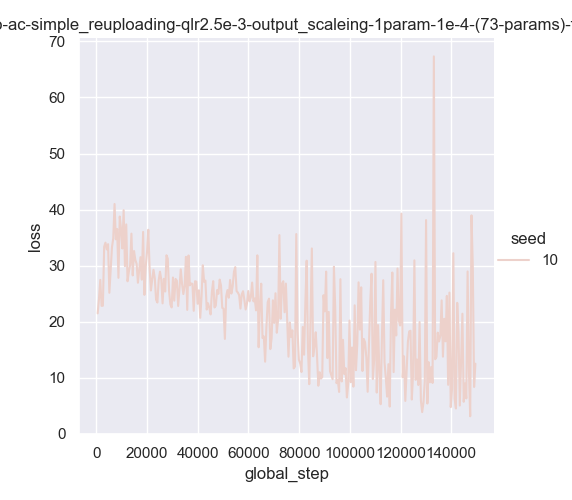 o-ac-simple_reuploading-qlr2.5e-3-output_scaleing-1param-1e-4-(73-params)-
70
60
50
40
30
20
10
0
loss
0 20000 40000 60000 80000 100000 120000 140000
global_step
seed
10